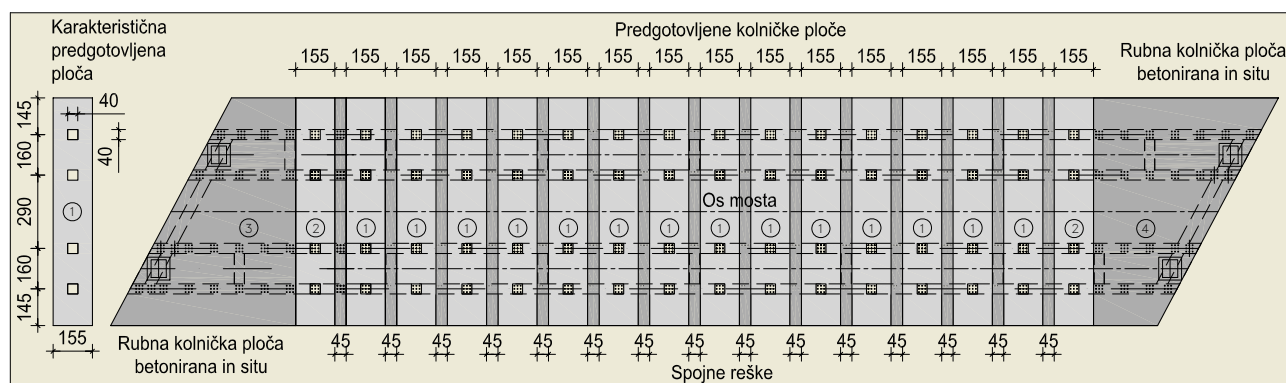 Karakteristična
predgotovljena
ploča
Predgotovljene kolničke ploče
155 155 155 155 155 155 155 155 155 155 155 155 155 155 155 155
Rubna kolnička ploča
betonirana in situ
40
40
145
160
290
160
145
Os mosta
1 3 2 1 1 1 1 1 1 1 1 1 1 1 1 1 1 2 4
155
Rubna kolnička ploča
betonirana in situ
45 45 45 45 45 45 45 45 45 45 45 45 45 45 45
Spojne reške